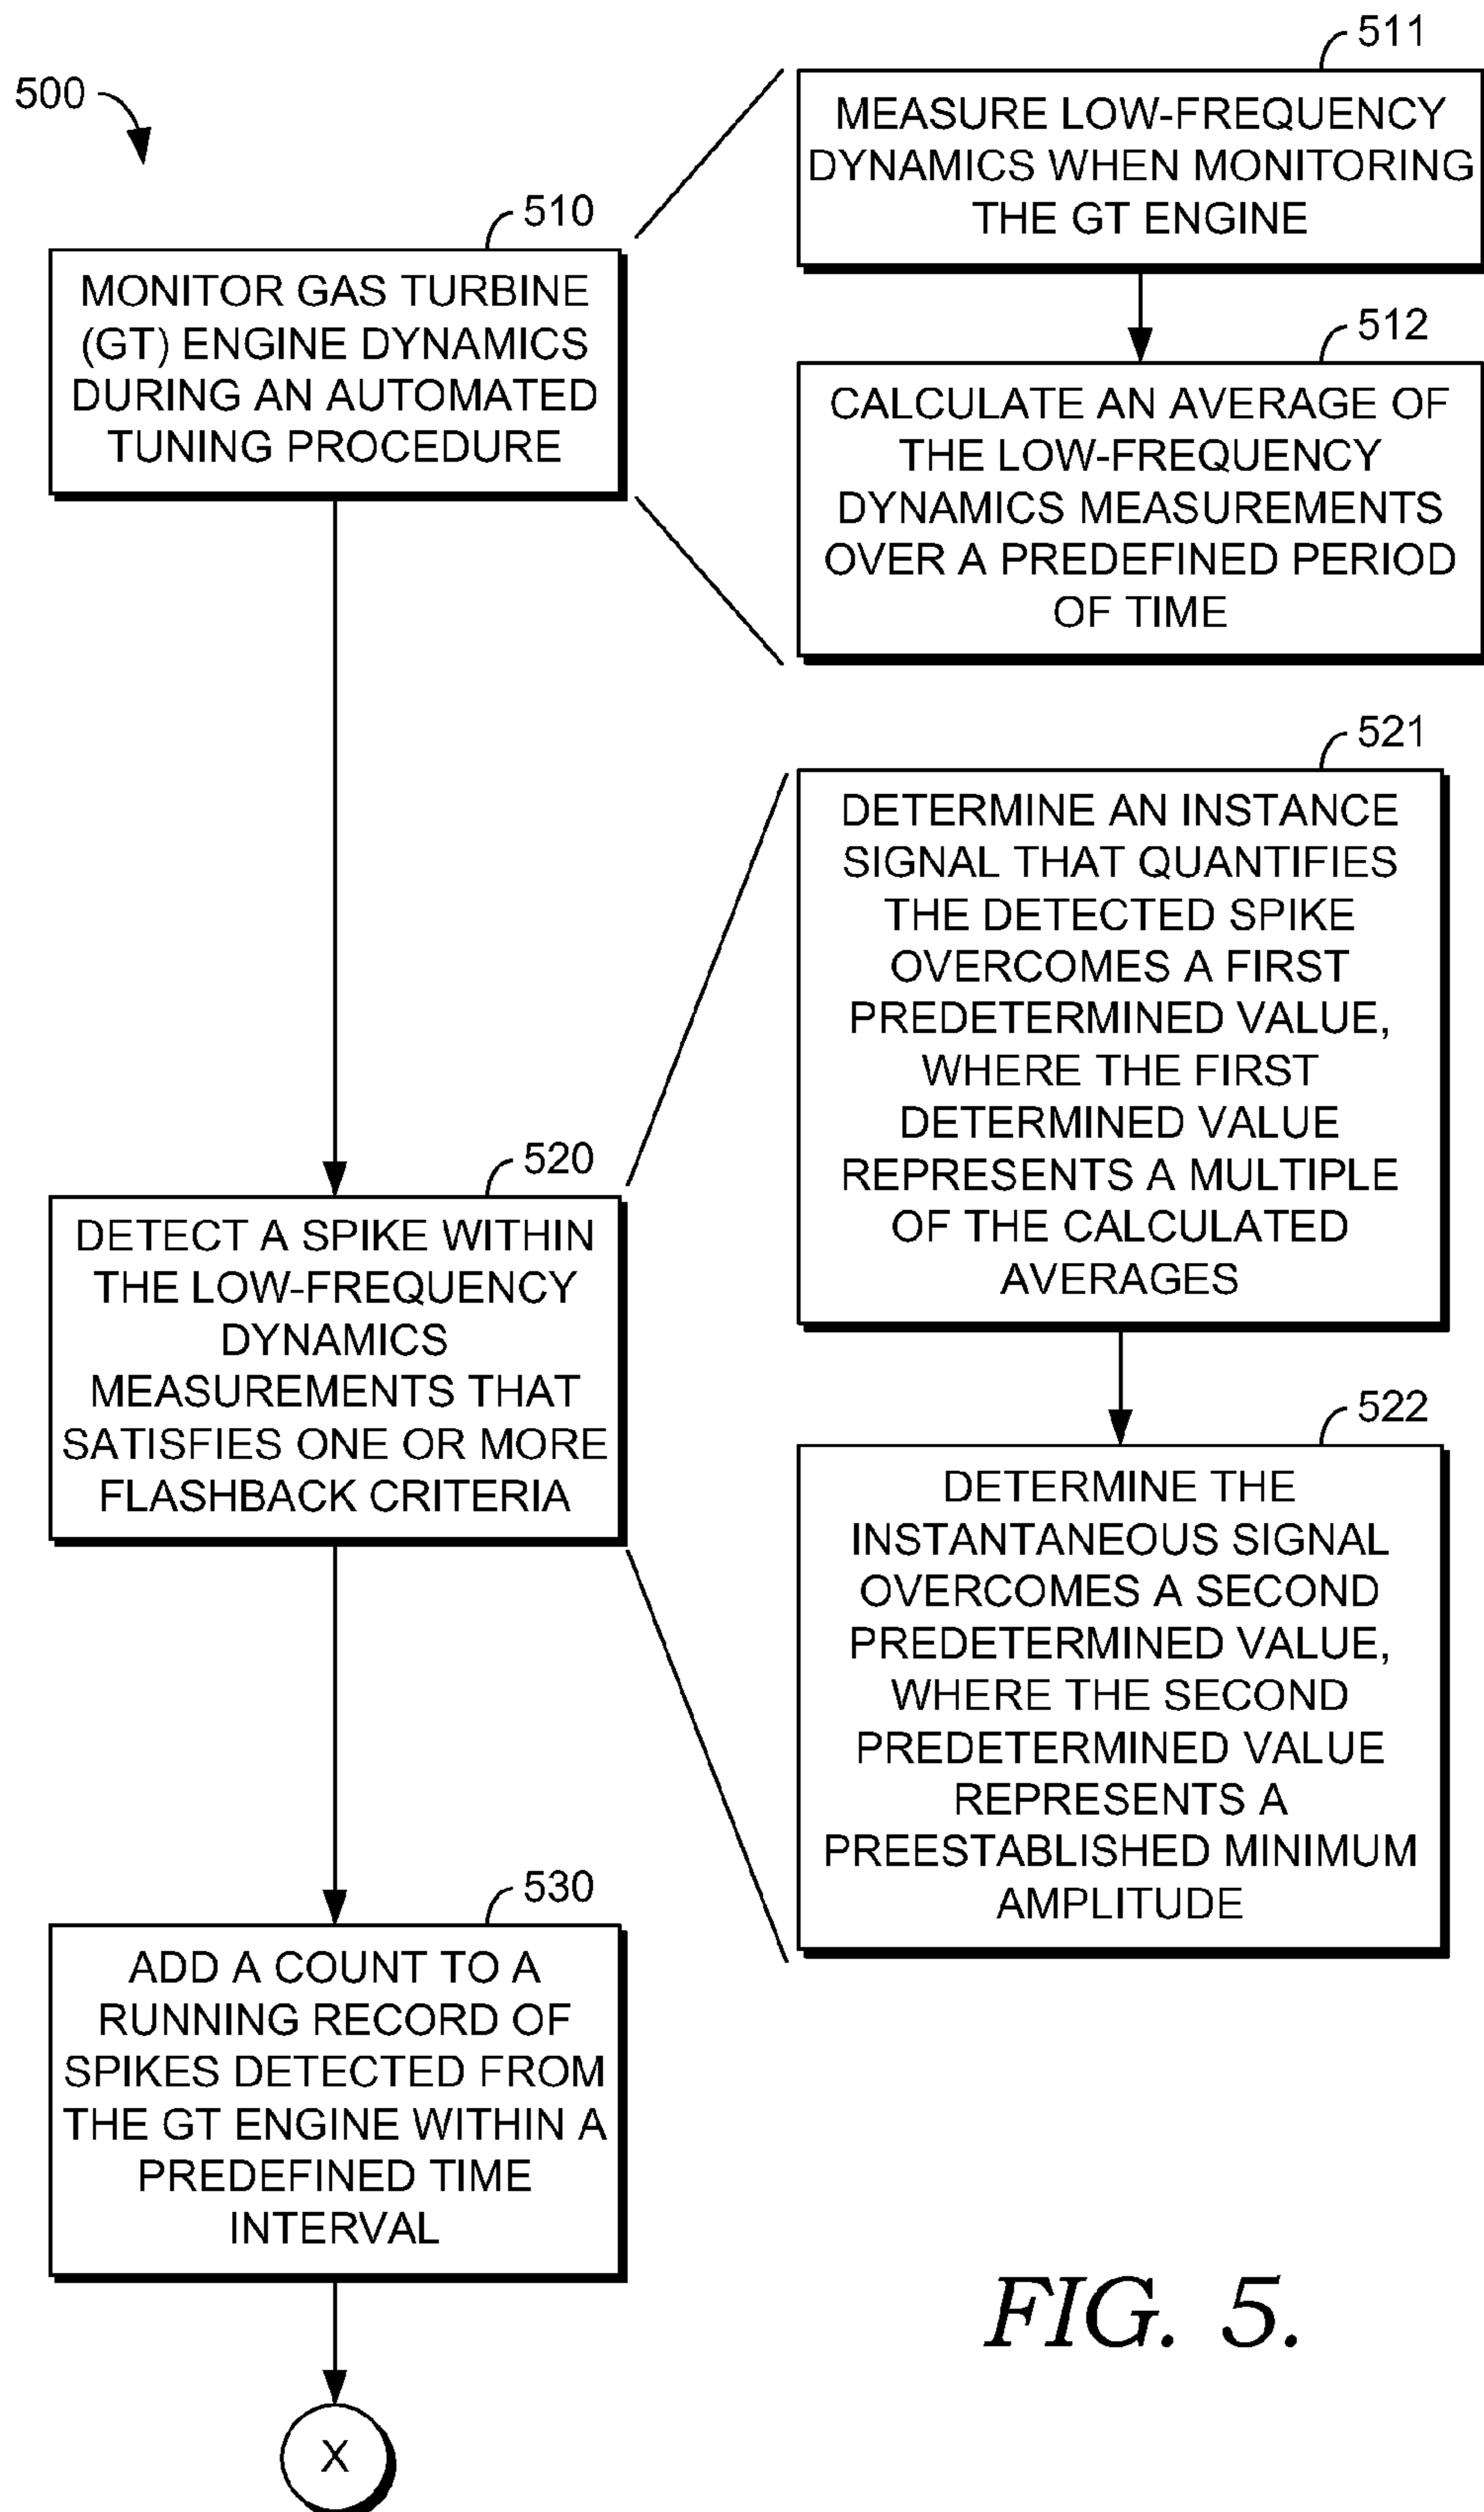 500
510
MONITOR GAS TURBINE
(GT) ENGINE DYNAMICS
DURING AN AUTOMATED
TUNING PROCEDURE
511
MEASURE LOW-FREQUENCY
DYNAMICS WHEN MONITORING
THE GT ENGINE
512
CALCULATE AN AVERAGE OF
THE LOW-FREQUENCY
DYNAMICS MEASUREMENTS
OVER A PREDEFINED PERIOD
OF TIME
520
DETECT A SPIKE WITHIN
THE LOW-FREQUENCY
DYNAMICS
MEASUREMENTS THAT
SATISFIES ONE OR MORE
FLASHBACK CRITERIA
521
DETERMINE AN INSTANCE
SIGNAL THAT QUANTIFIES
THE DETECTED SPIKE
OVERCOMES A FIRST
PREDETERMINED VALUE,
WHERE THE FIRST
DETERMINED VALUE
REPRESENTS A MULTIPLE
OF THE CALCULATED
AVERAGES
522
DETERMINE THE
INSTANTANEOUS SIGNAL
OVERCOMES A SECOND
PREDETERMINED VALUE,
WHERE THE SECOND
PREDETERMINED VALUE
REPRESENTS A
PREESTABLISHED MINIMUM
AMPLITUDE
530
ADD A COUNT TO A
RUNNING RECORD OF
SPIKES DETECTED FROM
THE GT ENGINE WITHIN A
PREDEFINED TIME
INTERVAL
X
FIG. 5.